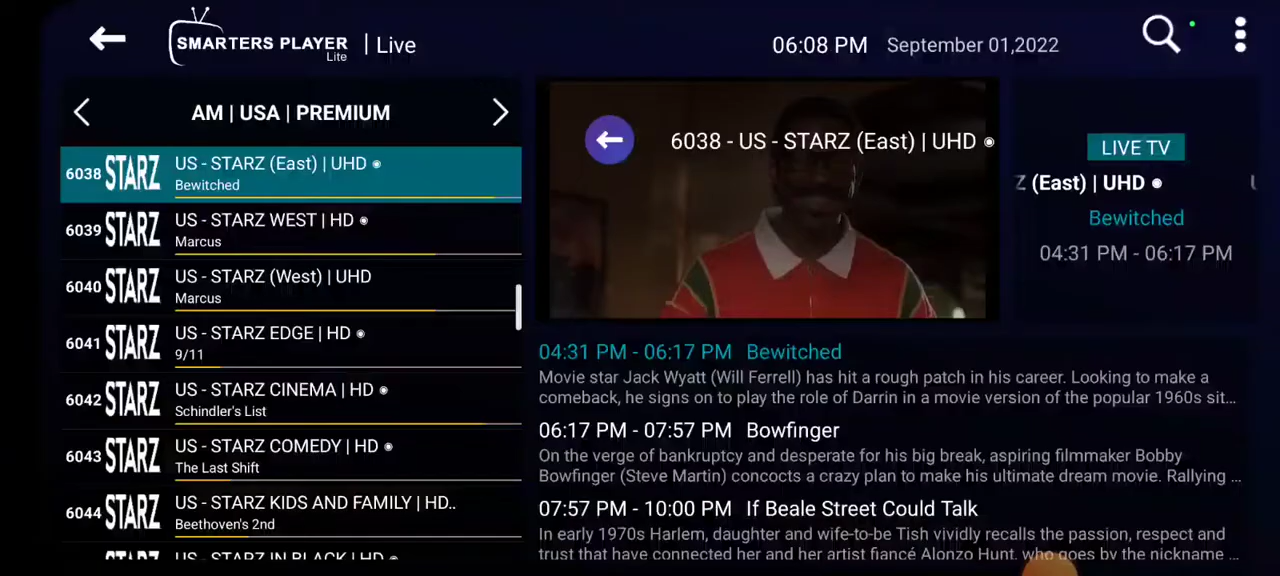 SMARTERS PLAYER
Lite
| Live
06:08 PM September 01,2022
AM | USA | PREMIUM
6038 STARZ US - STARZ (East) | UHD ◉
Bewitched
6039 STARZ US - STARZ WEST | HD ◉
Marcus
6040 STARZ US - STARZ (West) | UHD
Marcus
6041 STARZ US - STARZ EDGE | HD ◉
9/11
6042 STARZ US - STARZ CINEMA | HD ◉
Schindler's List
6043 STARZ US - STARZ COMEDY | HD ◉
The Last Shift
6044 STARZ US - STARZ KIDS AND FAMILY | HD..
Beethoven's 2nd
STARZ US - STARZ IN BLACK | HD ◉
6038 - US - STARZ (East) | UHD ◉
LIVE TV
Z (East) | UHD ◉
Bewitched
04:31 PM - 06:17 PM
04:31 PM - 06:17 PM Bewitched
Movie star Jack Wyatt (Will Ferrell) has hit a rough patch in his career. Looking to make a
comeback, he signs on to play the role of Darrin in a movie version of the popular 1960s sit...
06:17 PM - 07:57 PM Bowfinger
On the verge of bankruptcy and desperate for his big break, aspiring filmmaker Bobby
Bowfinger (Steve Martin) concocts a crazy plan to make his ultimate dream movie. Rallying ...
07:57 PM - 10:00 PM If Beale Street Could Talk
In early 1970s Harlem, daughter and wife-to-be Tish vividly recalls the passion, respect and
trust that have connected her and her artist fiancé Alonzo Hunt, who goes by the nickname ...